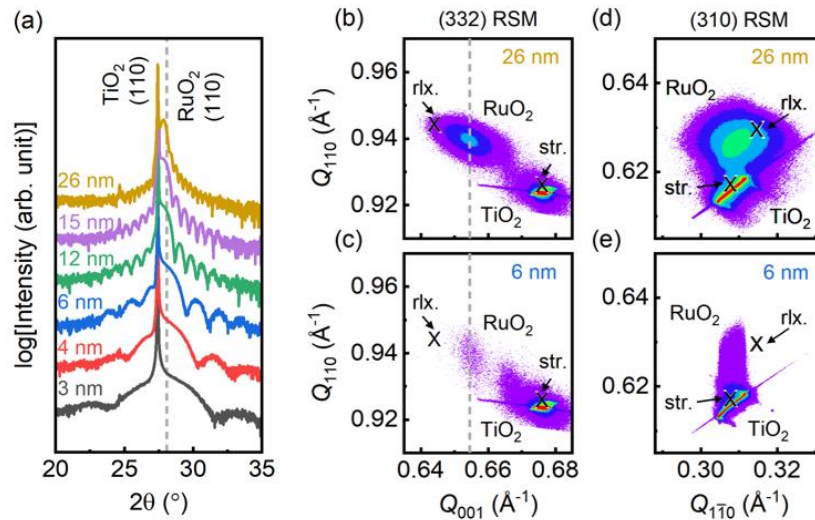 (a)
TiO₂
(110)
RuO₂
(110)
26 nm
15 nm
12 nm
6 nm
4 nm
3 nm
log[Intensity (arb. unit)]
20 25 30 35
2θ (°)
(b)
(332) RSM
26 nm
rlx.
RuO₂
str.
TiO₂
0.96
0.94
0.92
Q₁₁₀ (Å⁻¹)
(c)
6 nm
rlx.
RuO₂
str.
TiO₂
0.96
0.94
0.92
Q₁₁₀ (Å⁻¹)
0.64 0.66 0.68
Q₀₀₁ (Å⁻¹)
(d)
(310) RSM
26 nm
RuO₂
rlx.
str.
TiO₂
0.64
0.62
(e)
6 nm
RuO₂
rlx.
str.
TiO₂
0.64
0.62
0.30 0.32
Q₁1̄₀ (Å⁻¹)